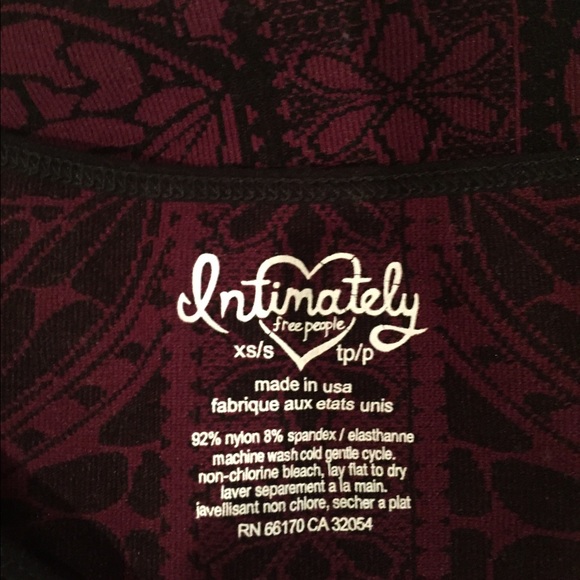 Intimately
free people
xs/s tp/p
made in usa
fabrique aux etats unis
92% nylon 8% spandex / elasthanne
machine wash cold gentle cycle.
non-chlorine bleach, lay flat to dry
laver separement a la main.
javellisant non chlore, secher a plat
RN 66170 CA 32054